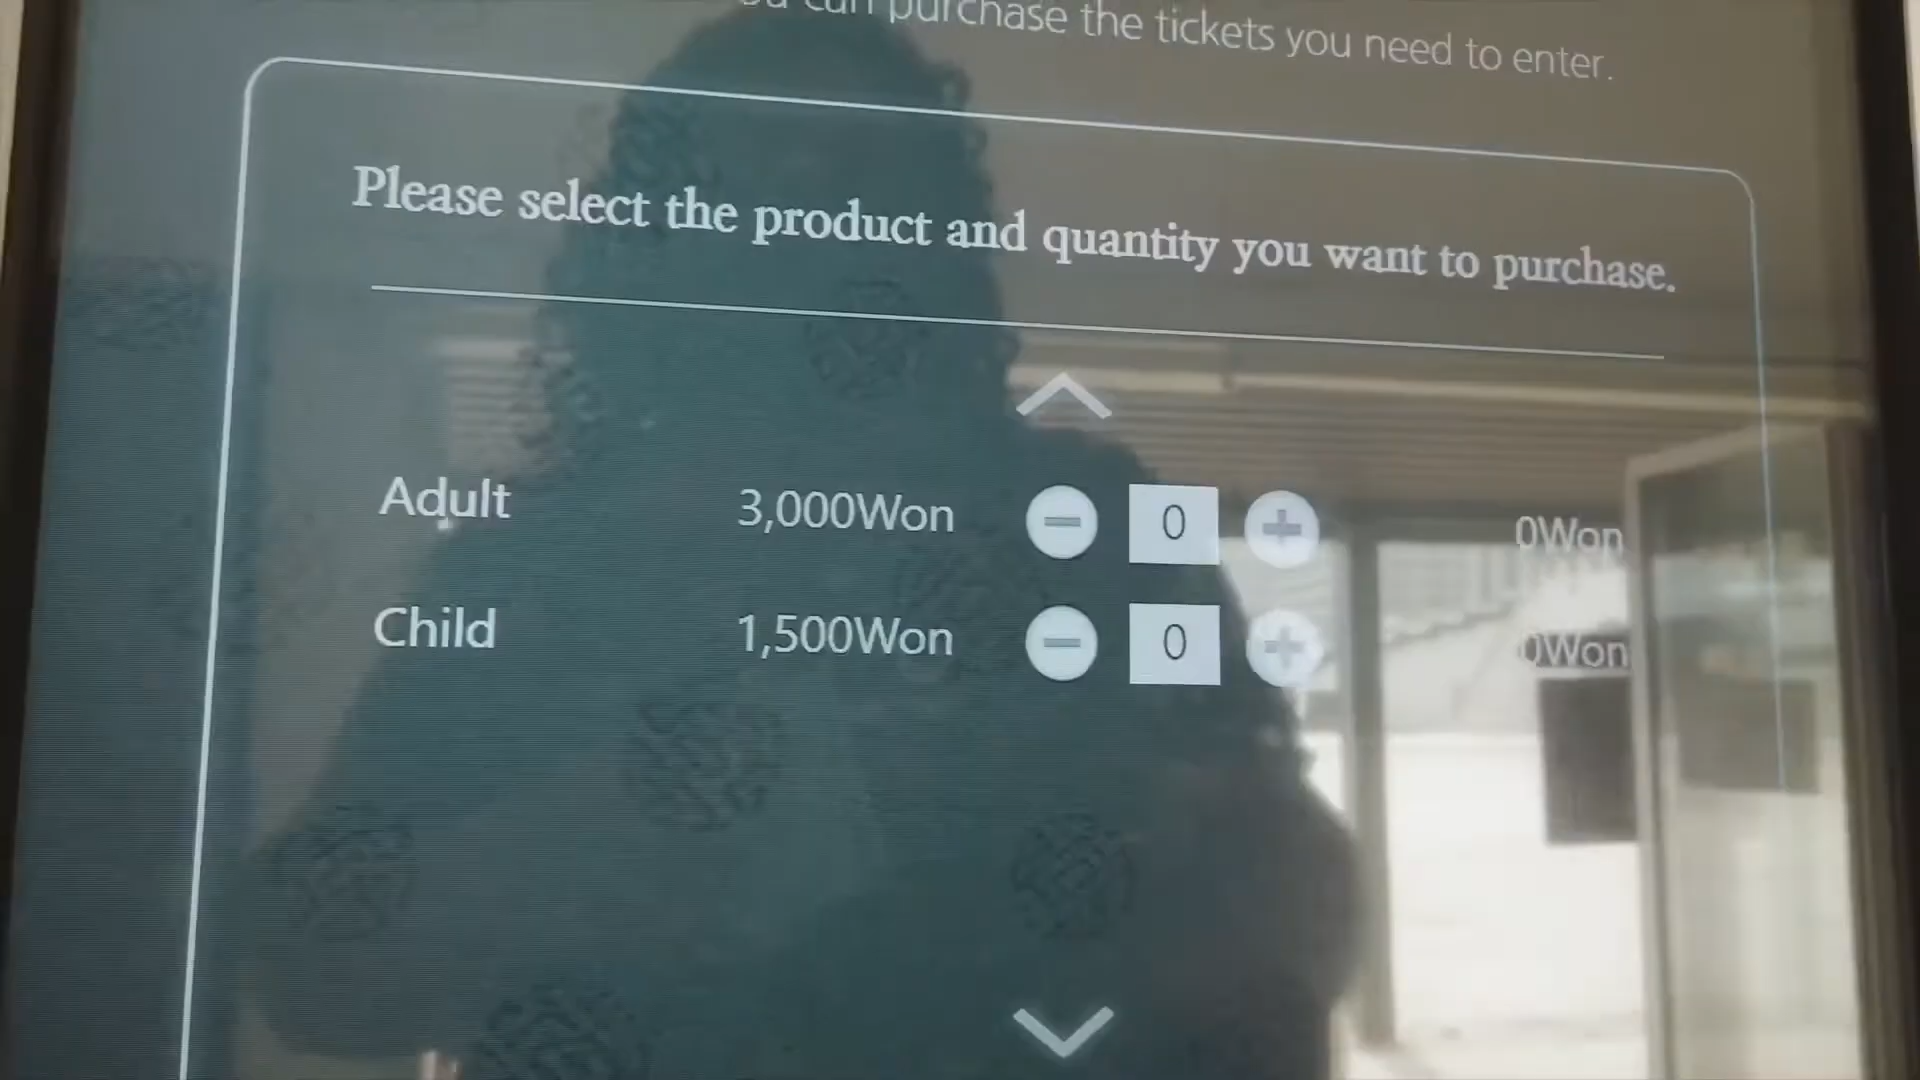 can purchase the tickets you need to enter.
Please select the product and quantity you want to purchase.
Adult 3,000Won − 0 + 0Won
Child 1,500Won − 0 + 0Won